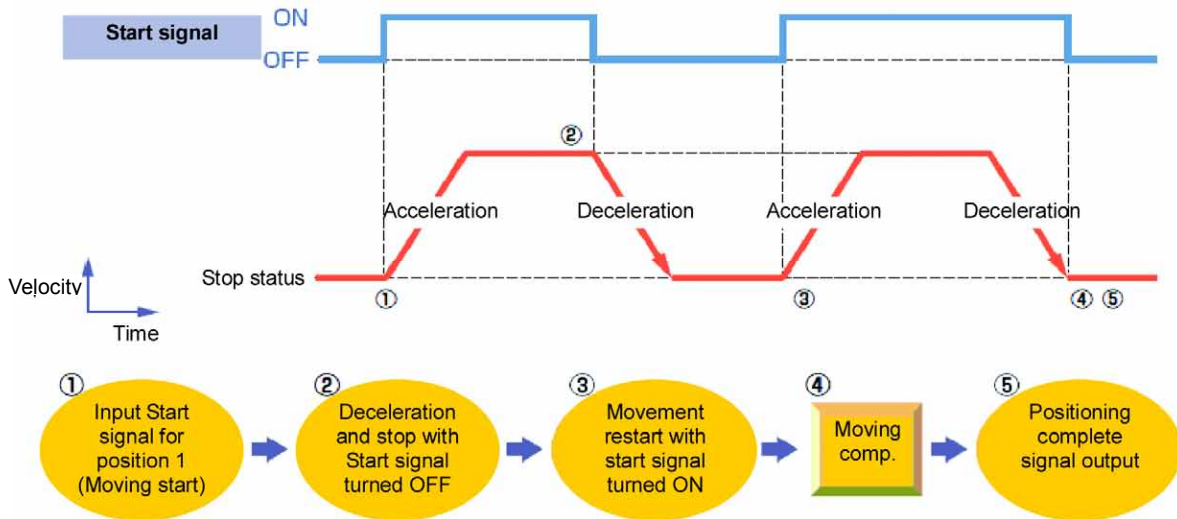 Start signal
ON
OFF
②
Acceleration
Deceleration
Acceleration
Deceleration
Stop status
①
③
④ ⑤
Velocity
Time
①
Input Start
signal for
position 1
(Moving start)
②
Deceleration
and stop with
Start signal
turned OFF
③
Movement
restart with
start signal
turned ON
④
Moving
comp.
⑤
Positioning
complete
signal output